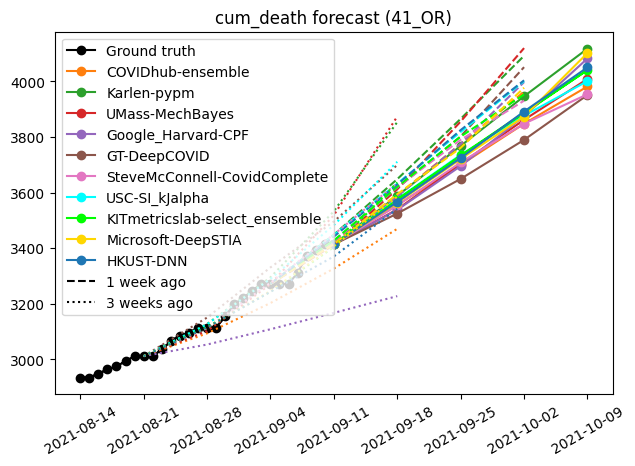 cum_death forecast (41_OR)
Ground truth
COVIDhub-ensemble
Karlen-pypm
UMass-MechBayes
Google_Harvard-CPF
GT-DeepCOVID
SteveMcConnell-CovidComplete
USC-SI_kJalpha
KITmetricslab-select_ensemble
Microsoft-DeepSTIA
HKUST-DNN
1 week ago
3 weeks ago
4000
3800
3600
3400
3200
3000
2021-08-14
2021-08-21
2021-08-28
2021-09-04
2021-09-11
2021-09-18
2021-09-25
2021-10-02
2021-10-09